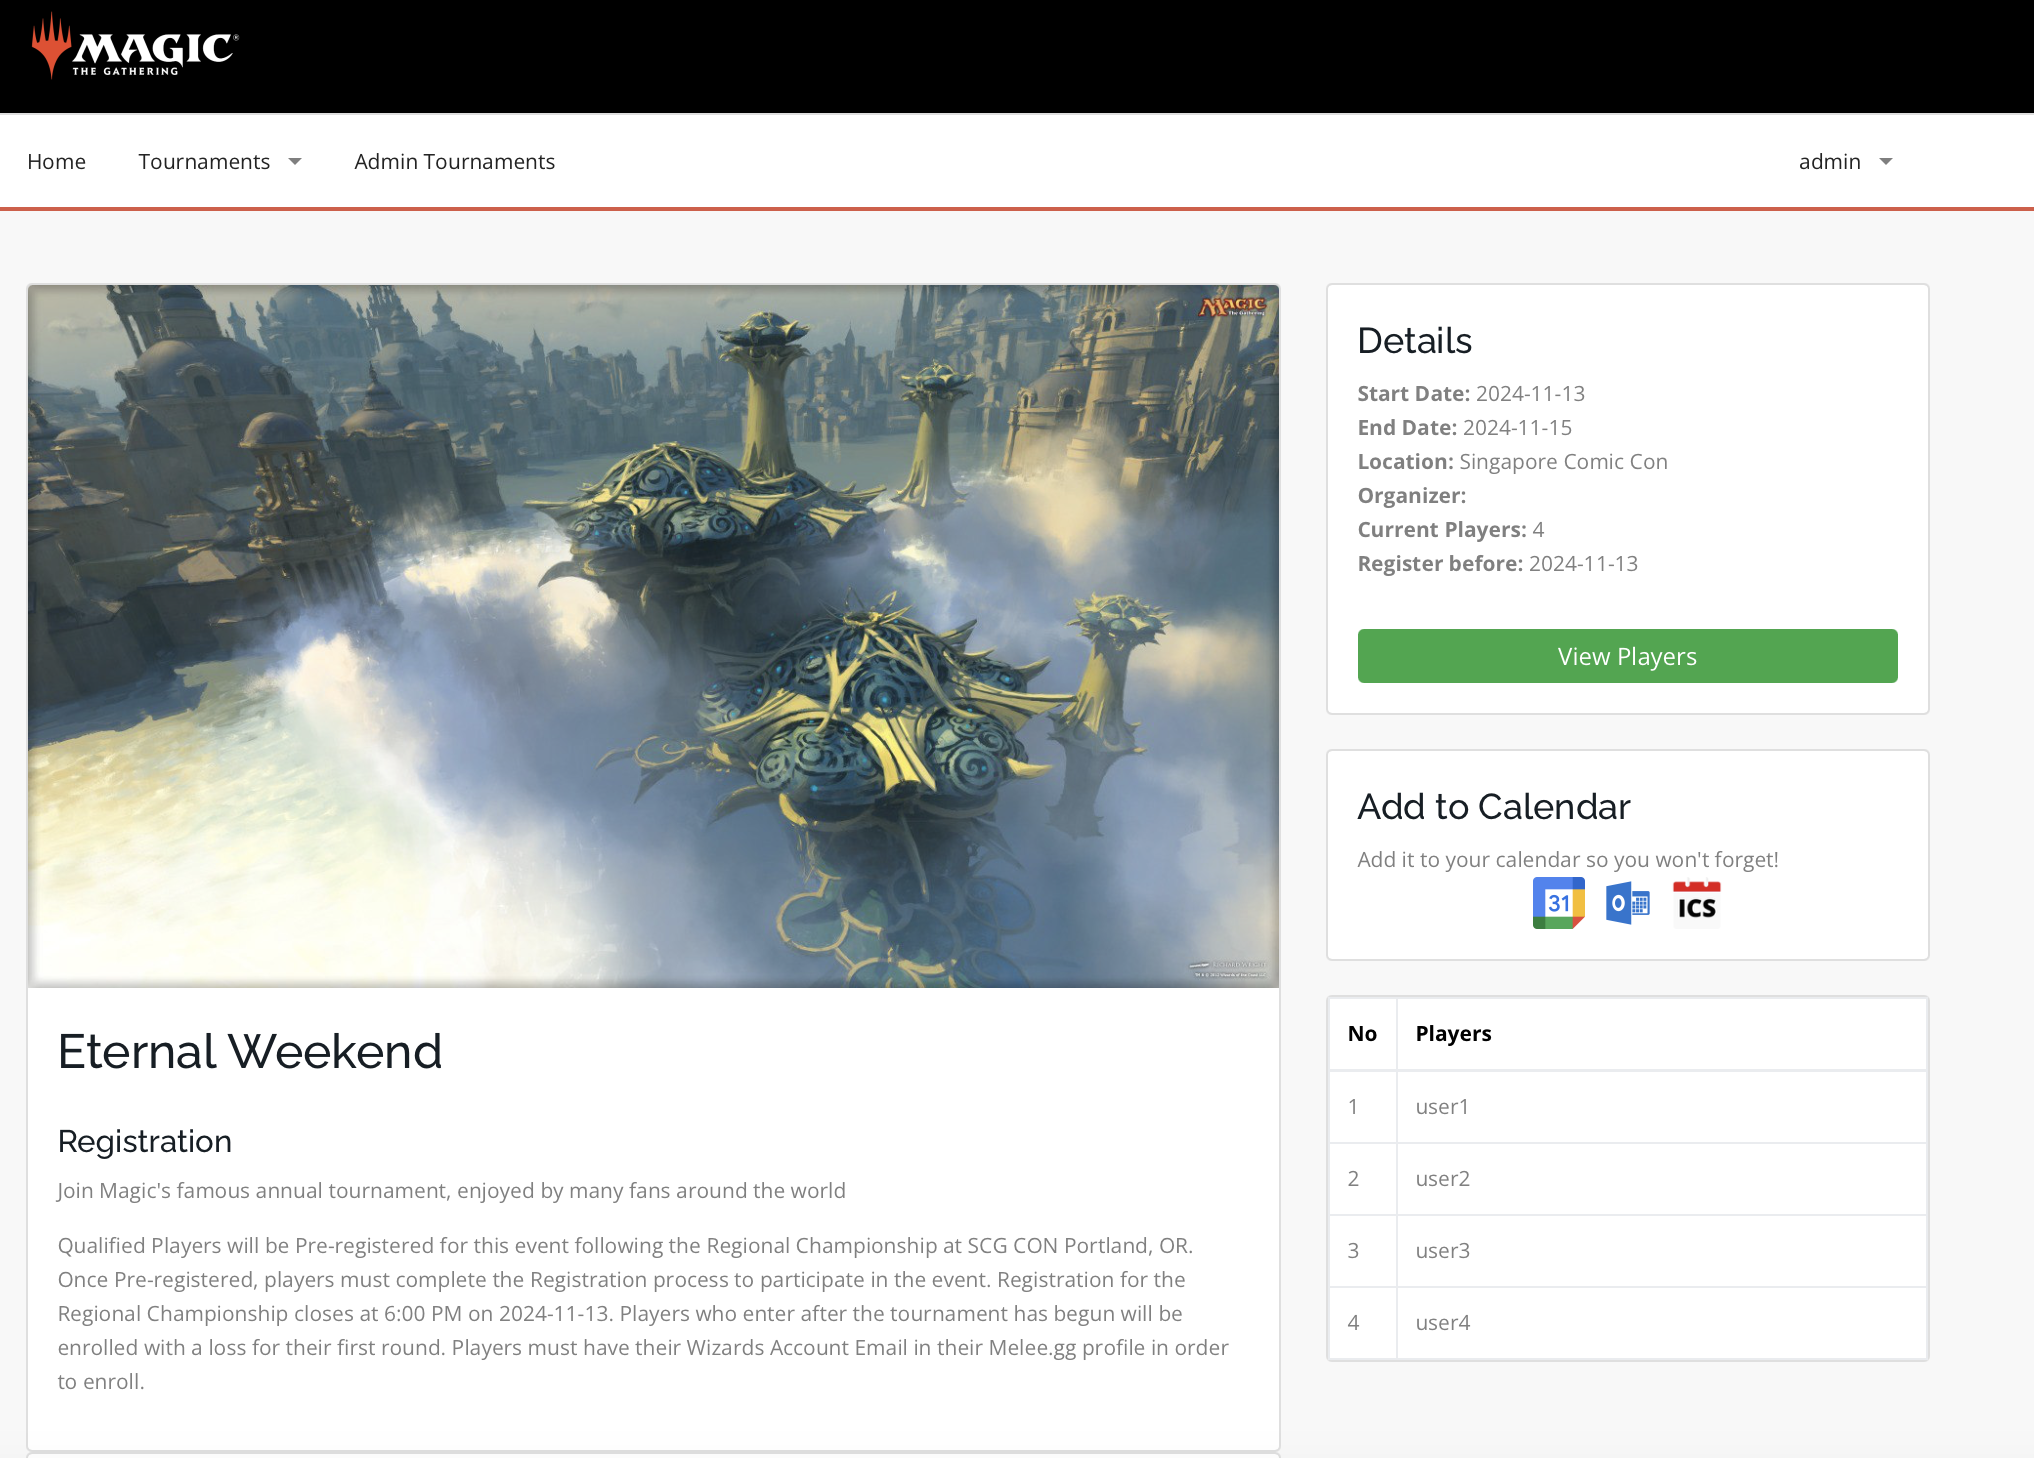 MAGIC
THE GATHERING
Home
Tournaments
Admin Tournaments
admin
MAGIC
The Gathering
Eternal Weekend
Registration
Join Magic's famous annual tournament, enjoyed by many fans around the world
Qualified Players will be Pre-registered for this event following the Regional Championship at SCG CON Portland, OR.
Once Pre-registered, players must complete the Registration process to participate in the event. Registration for the
Regional Championship closes at 6:00 PM on 2024-11-13. Players who enter after the tournament has begun will be
enrolled with a loss for their first round. Players must have their Wizards Account Email in their Melee.gg profile in order
to enroll.
Details
Start Date: 2024-11-13
End Date: 2024-11-15
Location: Singapore Comic Con
Organizer:
Current Players: 4
Register before: 2024-11-13
View Players
Add to Calendar
Add it to your calendar so you won't forget!
31
O
ICS
No Players
1 user1
2 user2
3 user3
4 user4